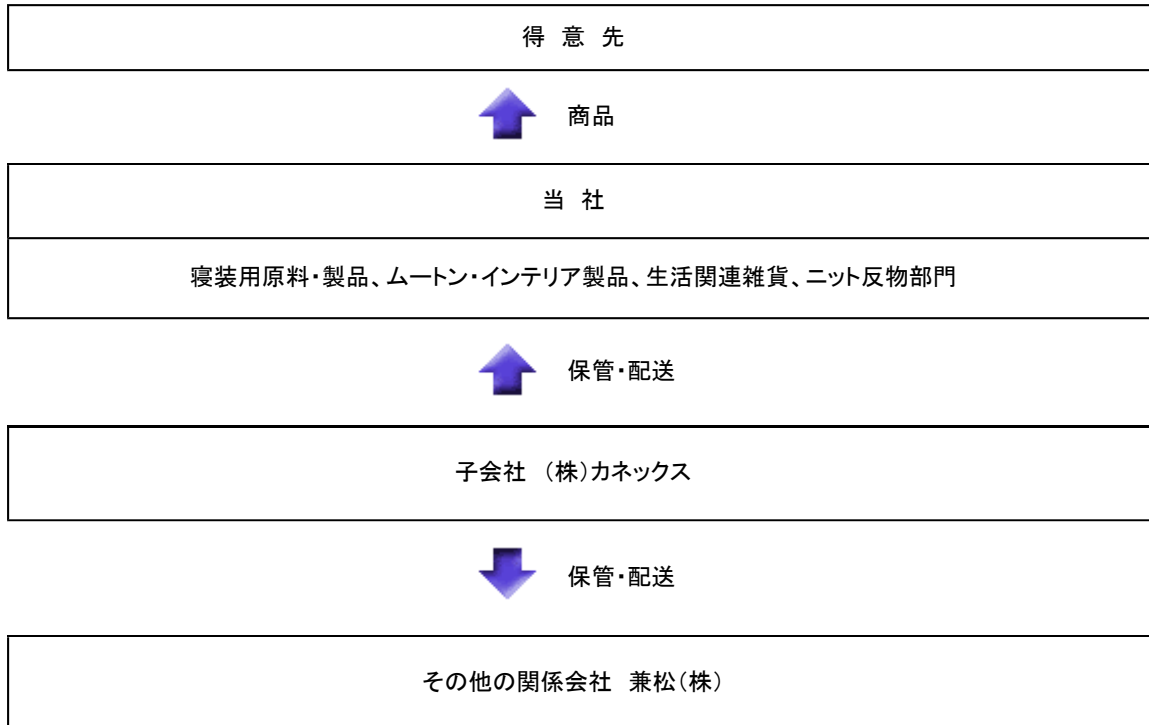 得 意 先
商品
当 社
寝装用原料・製品、ムートン・インテリア製品、生活関連雑貨、ニット反物部門
保管・配送
子会社 （株）カネックス
保管・配送
その他の関係会社 兼松（株）